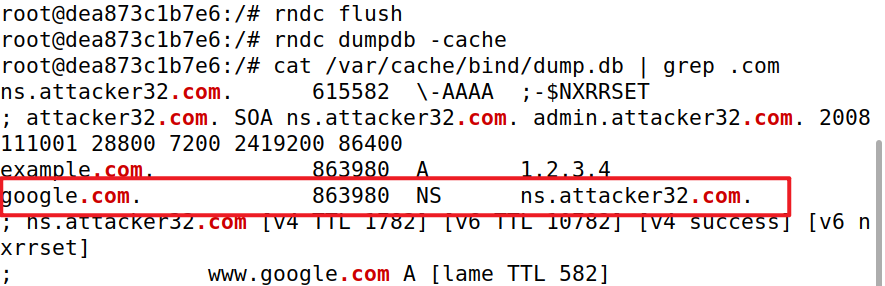 root@dea873c1b7e6:/# rndc flush
root@dea873c1b7e6:/# rndc dumpdb -cache
root@dea873c1b7e6:/# cat /var/cache/bind/dump.db | grep .com
ns.attacker32.com. 615582 \-AAAA ;-$NXRRSET
; attacker32.com. SOA ns.attacker32.com. admin.attacker32.com. 2008
111001 28800 7200 2419200 86400
example.com. 863980 A 1.2.3.4
google.com. 863980 NS ns.attacker32.com.
; ns.attacker32.com [v4 TTL 1782] [v6 TTL 10782] [v4 success] [v6 n
xrrset]
; www.google.com A [lame TTL 582]